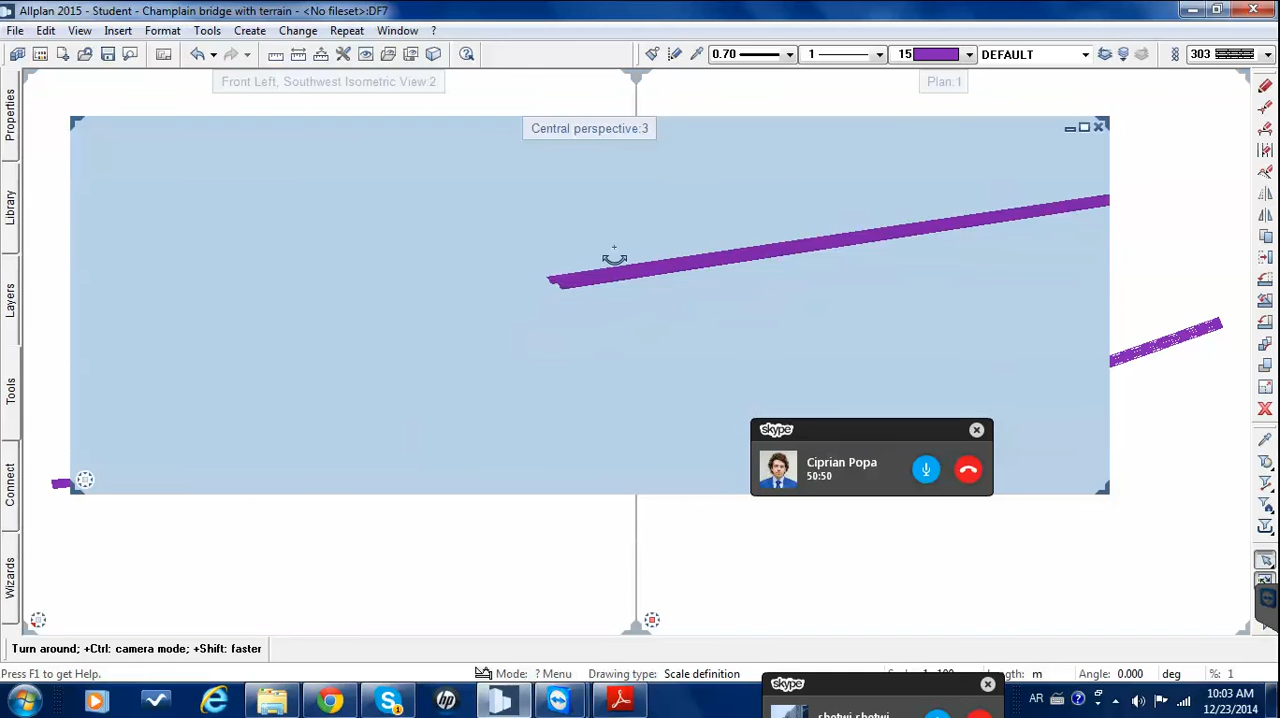 Allplan 2015 - Student - Champlain bridge with terrain - <No fileset>:DF7
File Edit View Insert Format Tools Create Change Repeat Window ?
0.70 1 15 DEFAULT 303
Front Left, Southwest Isometric View:2
Plan:1
Central perspective:3
Properties
Library
Layers
Tools
Connect
Wizards
skype
Ciprian Popa
50:50
Turn around; +Ctrl: camera mode; +Shift: faster
Press F1 to get Help.
Mode: ? Menu
Drawing type: Scale definition
Length: m
Angle: 0.000 deg
%: 1
skype
shetwi shetwi
AR
10:03 AM
12/23/2014